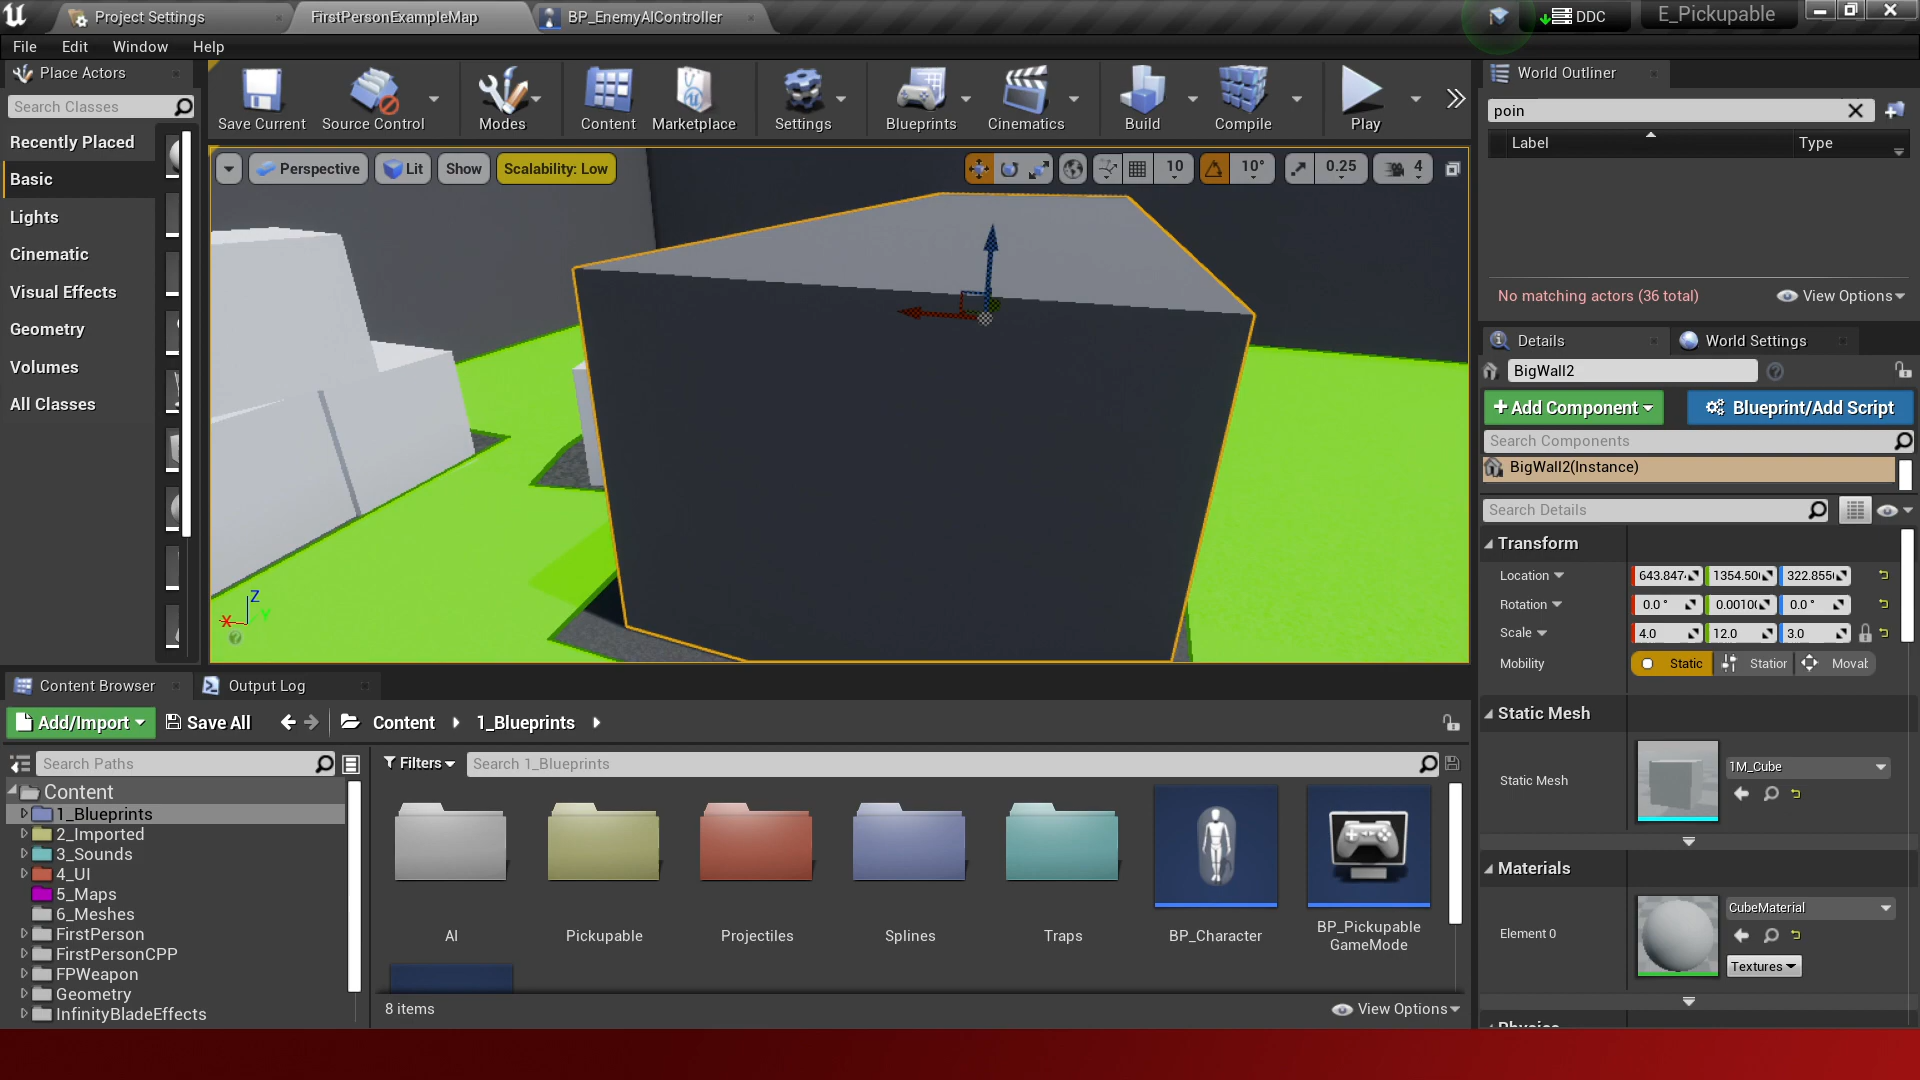 Project Settings
FirstPersonExampleMap
BP_EnemyAIController
DDC
E_Pickupable
File Edit Window Help
Place Actors
Search Classes
Recently Placed
Basic
Lights
Cinematic
Visual Effects
Geometry
Volumes
All Classes
Save Current Source Control Modes Content Marketplace Settings Blueprints Cinematics Build Compile Play
Perspective Lit Show Scalability: Low 10 10° 0.25 4
Z
X Y
World Outliner
poin
Label Type
No matching actors (36 total) View Options
Details World Settings
BigWall2
+Add Component Blueprint/Add Script
Search Components
BigWall2(Instance)
Search Details
Transform
Location 643.847 1354.50 322.855
Rotation 0.0 ° 0.0010 0.0 °
Scale 4.0 12.0 3.0
Mobility Static Station Moval
Static Mesh
Static Mesh 1M_Cube
Materials
Element 0 CubeMaterial
Textures
Physics
Content Browser Output Log
Add/Import Save All Content 1_Blueprints
Search Paths
Filters Search 1_Blueprints
Content
1_Blueprints
2_Imported
3_Sounds
4_UI
5_Maps
6_Meshes
FirstPerson
FirstPersonCPP
FPWeapon
Geometry
InfinityBladeEffects
AI Pickupable Projectiles Splines Traps BP_Character BP_Pickupable
GameMode
8 items View Options